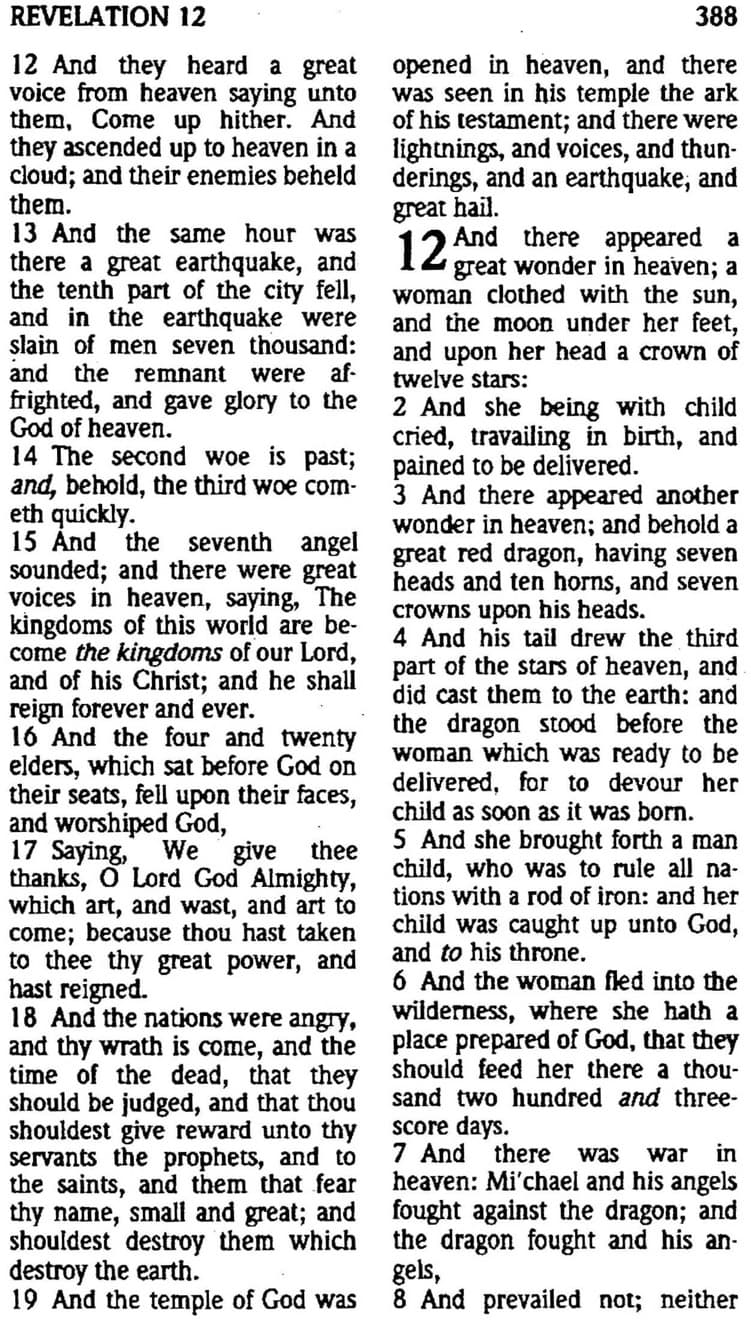 REVELATION 12
388
12 And they heard a great
voice from heaven saying unto
them, Come up hither. And
they ascended up to heaven in a
cloud; and their enemies beheld
them.
13 And the same hour was
there a great earthquake, and
the tenth part of the city fell,
and in the earthquake were
slain of men seven thousand:
and the remnant were af-
frighted, and gave glory to the
God of heaven.
14 The second woe is past;
and, behold, the third woe com-
eth quickly.
15 And the seventh angel
sounded; and there were great
voices in heaven, saying, The
kingdoms of this world are be-
come the kingdoms of our Lord,
and of his Christ; and he shall
reign forever and ever.
16 And the four and twenty
elders, which sat before God on
their seats, fell upon their faces,
and worshiped God,
17 Saying, We give thee
thanks, O Lord God Almighty,
which art, and wast, and art to
come; because thou hast taken
to thee thy great power, and
hast reigned.
18 And the nations were angry,
and thy wrath is come, and the
time of the dead, that they
should be judged, and that thou
shouldest give reward unto thy
servants the prophets, and to
the saints, and them that fear
thy name, small and great; and
shouldest destroy them which
destroy the earth.
19 And the temple of God was
opened in heaven, and there
was seen in his temple the ark
of his testament; and there were
lightnings, and voices, and thun-
derings, and an earthquake, and
great hail.
12 And there appeared a
great wonder in heaven; a
woman clothed with the sun,
and the moon under her feet,
and upon her head a crown of
twelve stars:
2 And she being with child
cried, travailing in birth, and
pained to be delivered.
3 And there appeared another
wonder in heaven; and behold a
great red dragon, having seven
heads and ten horns, and seven
crowns upon his heads.
4 And his tail drew the third
part of the stars of heaven, and
did cast them to the earth: and
the dragon stood before the
woman which was ready to be
delivered, for to devour her
child as soon as it was born.
5 And she brought forth a man
child, who was to rule all na-
tions with a rod of iron: and her
child was caught up unto God,
and to his throne.
6 And the woman fled into the
wilderness, where she hath a
place prepared of God, that they
should feed her there a thou-
sand two hundred and three-
score days.
7 And there was war in
heaven: Mi'chael and his angels
fought against the dragon; and
the dragon fought and his an-
gels,
8 And prevailed not; neither